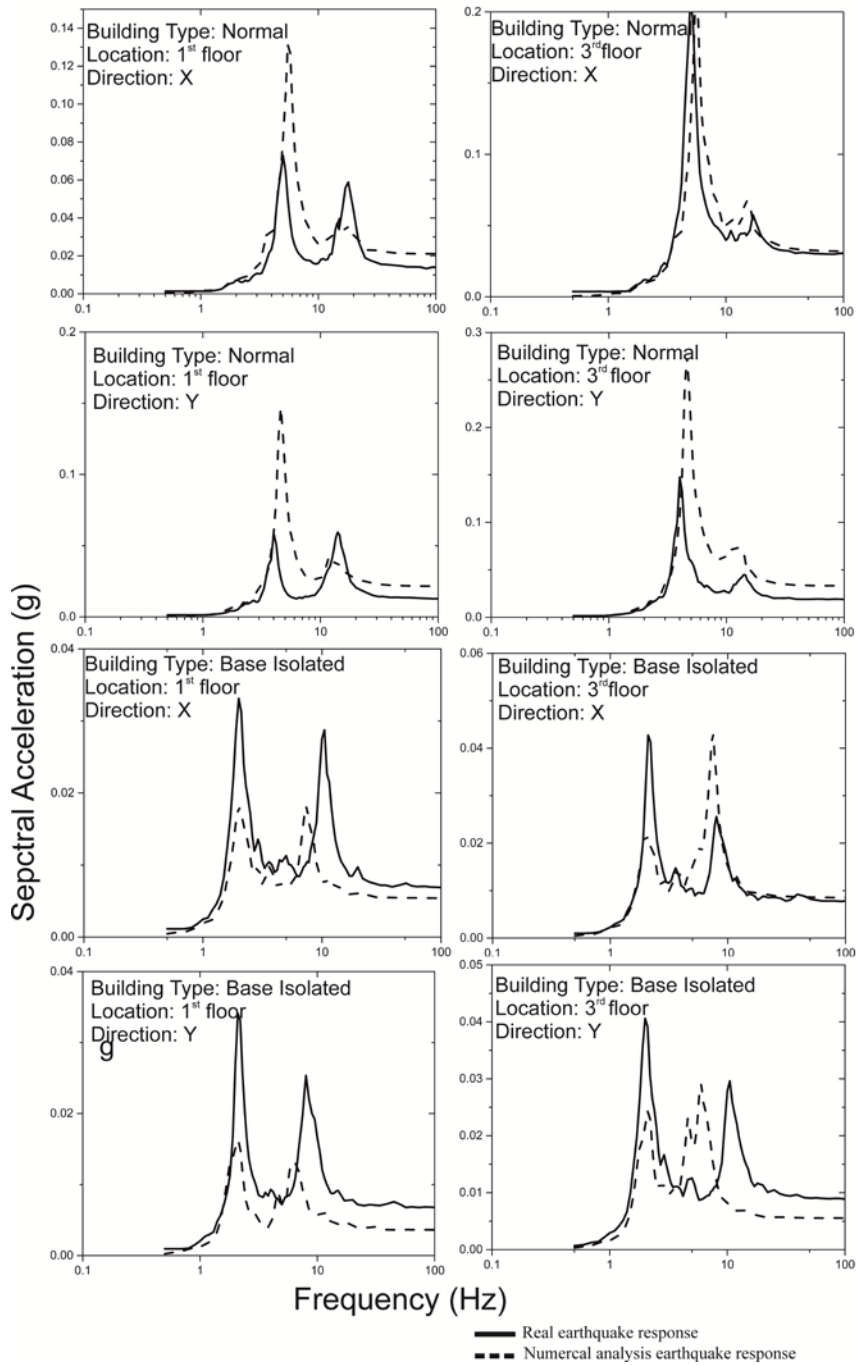 Building Type: Normal
Location: 1st floor
Direction: X
0.14
0.12
0.10
0.08
0.06
0.04
0.02
0.00
0.1
1
10
100
Building Type: Normal
Location: 3rd floor
Direction: X
0.2
0.1
0.0
0.1
1
10
100
Building Type: Normal
Location: 1st floor
Direction: Y
0.2
0.1
0.0
0.1
1
10
100
Building Type: Normal
Location: 3rd floor
Direction: Y
0.3
0.2
0.1
0.0
0.1
1
10
100
Building Type: Base Isolated
Location: 1st floor
Direction: X
0.04
0.02
0.00
0.1
1
10
100
Building Type: Base Isolated
Location: 3rd floor
Direction: X
0.06
0.04
0.02
0.00
0.1
1
10
100
Building Type: Base Isolated
Location: 1st floor
Direction: Y
g
0.04
0.02
0.00
0.1
1
10
100
Building Type: Base Isolated
Location: 3rd floor
Direction: Y
0.05
0.04
0.03
0.02
0.01
0.00
0.1
1
10
100
Sepctral Acceleration (g)
Frequency (Hz)
Real earthquake response
Numercal analysis earthquake response